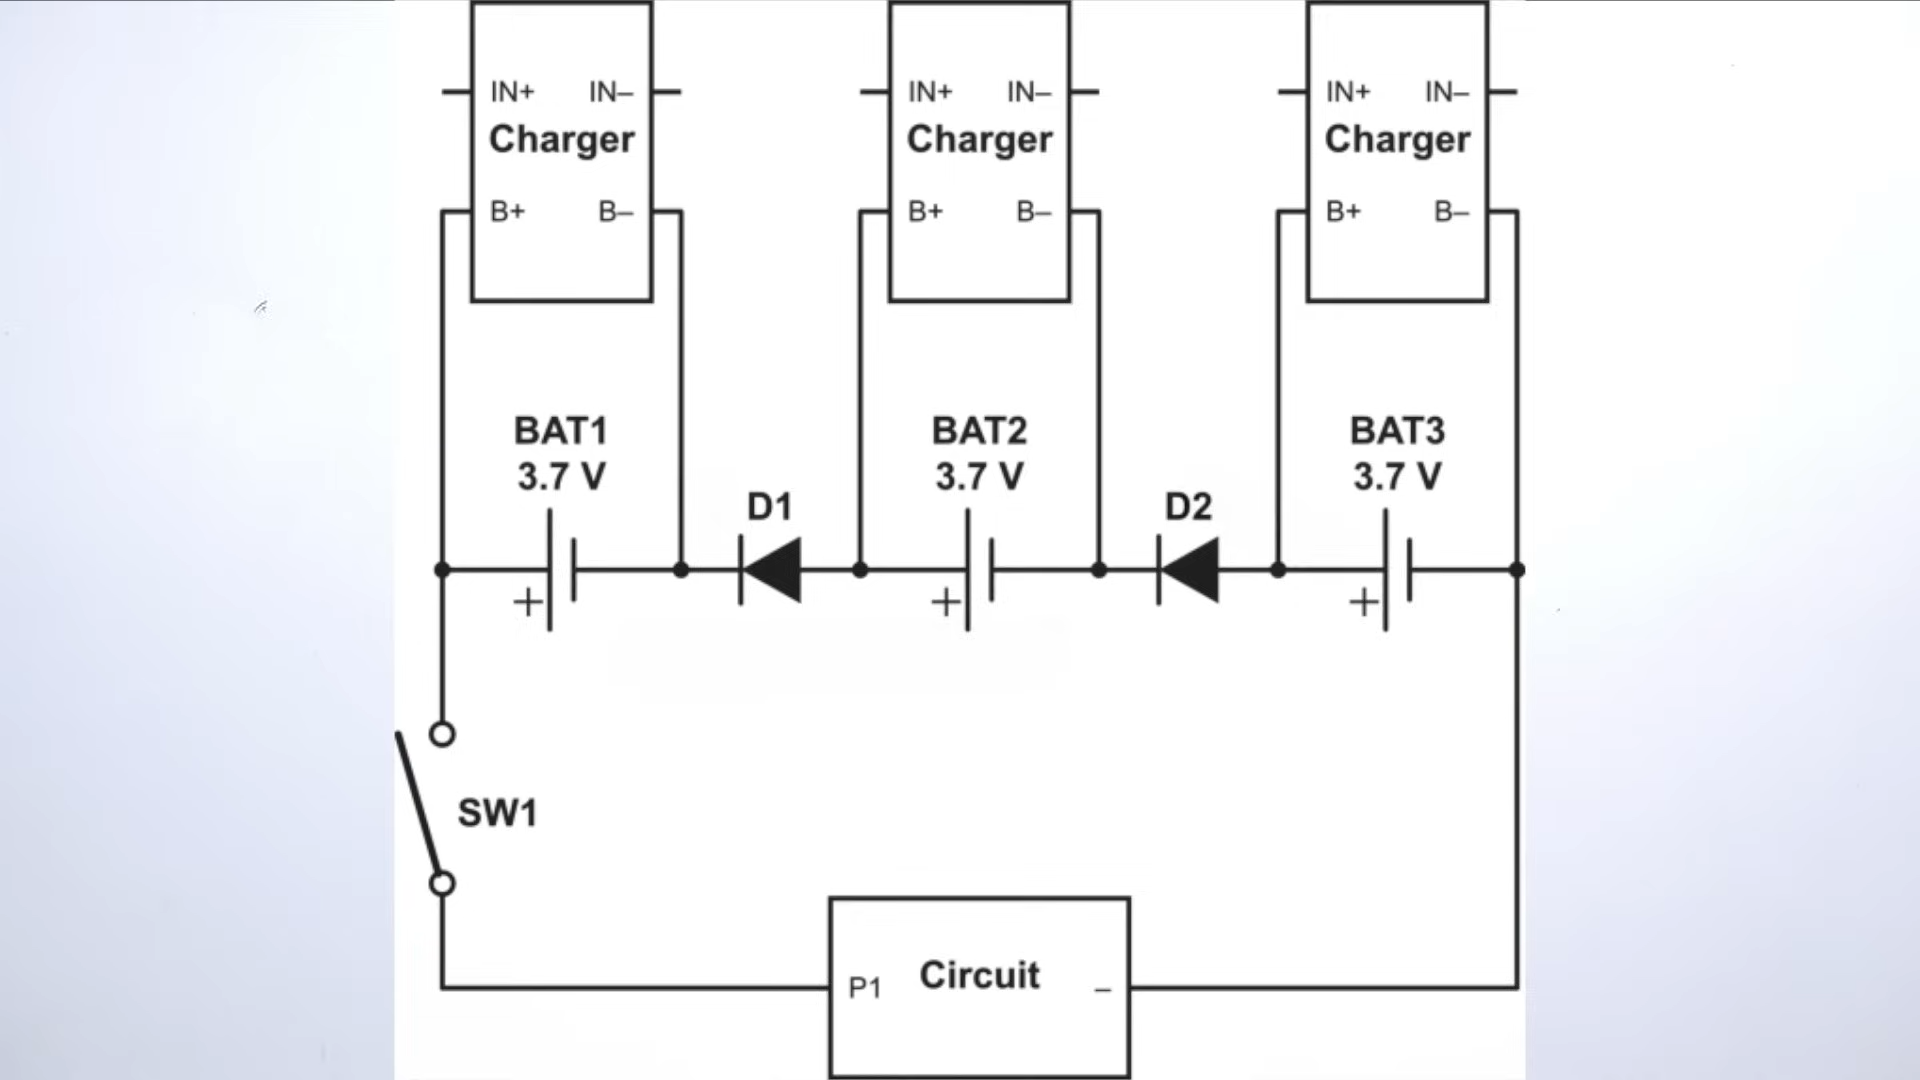 IN+ IN–
Charger
B+ B–
IN+ IN–
Charger
B+ B–
IN+ IN–
Charger
B+ B–
BAT1
3.7 V
D1
BAT2
3.7 V
D2
BAT3
3.7 V
+
+
+
SW1
P1 Circuit –